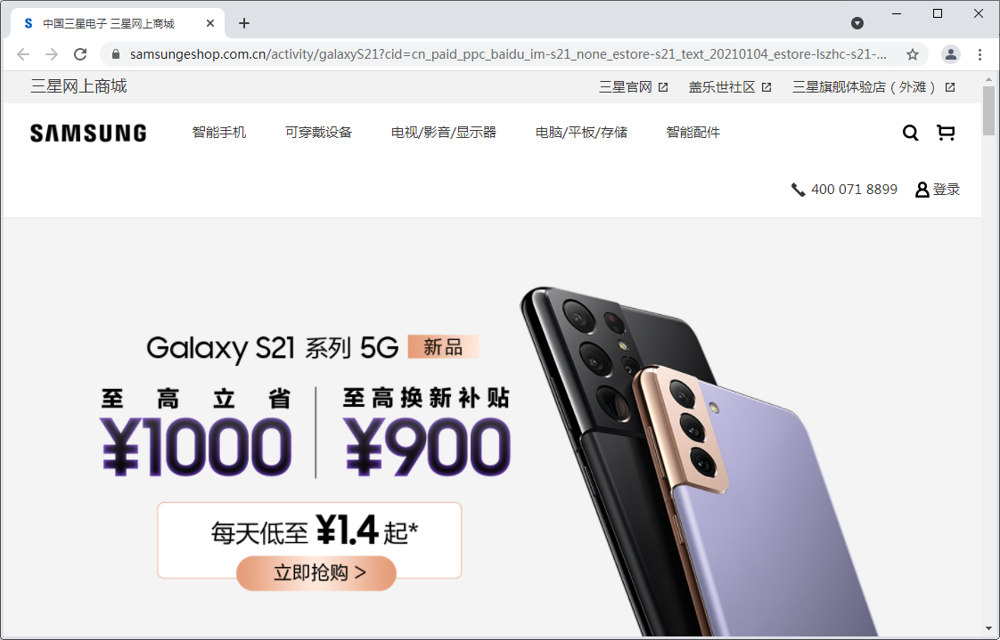 中国三星电子 三星网上商城
samsungeshop.com.cn/activity/galaxyS21?cid=cn_paid_ppc_baidu_im-s21_none_estore-s21_text_20210104_estore-lszhc-s21-...
三星网上商城 三星官网 盖乐世社区 三星旗舰体验店（外滩）
SAMSUNG 智能手机 可穿戴设备 电视/影音/显示器 电脑/平板/存储 智能配件
400 071 8899 登录
Galaxy S21 系列 5G 新品
至高立省 至高换新补贴
¥1000 ¥900
每天低至 ¥1.4 起*
立即抢购 >